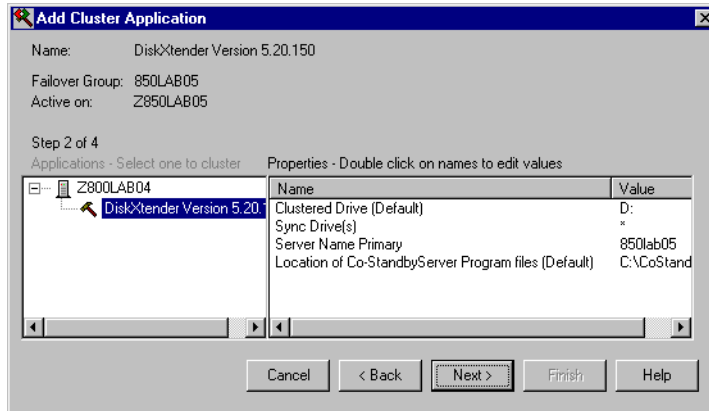 Add Cluster Application
Name: DiskXtender Version 5.20.150
Failover Group: 850LAB05
Active on: Z850LAB05
Step 2 of 4
Applications - Select one to cluster Properties - Double click on names to edit values
Name Value
Z800LAB04
DiskXtender Version 5.20.1
Clustered Drive (Default) D:
Sync Drive(s) *
Server Name Primary 850lab05
Location of Co-StandbyServer Program files (Default) C:\CoStand
Cancel < Back Next > Finish Help